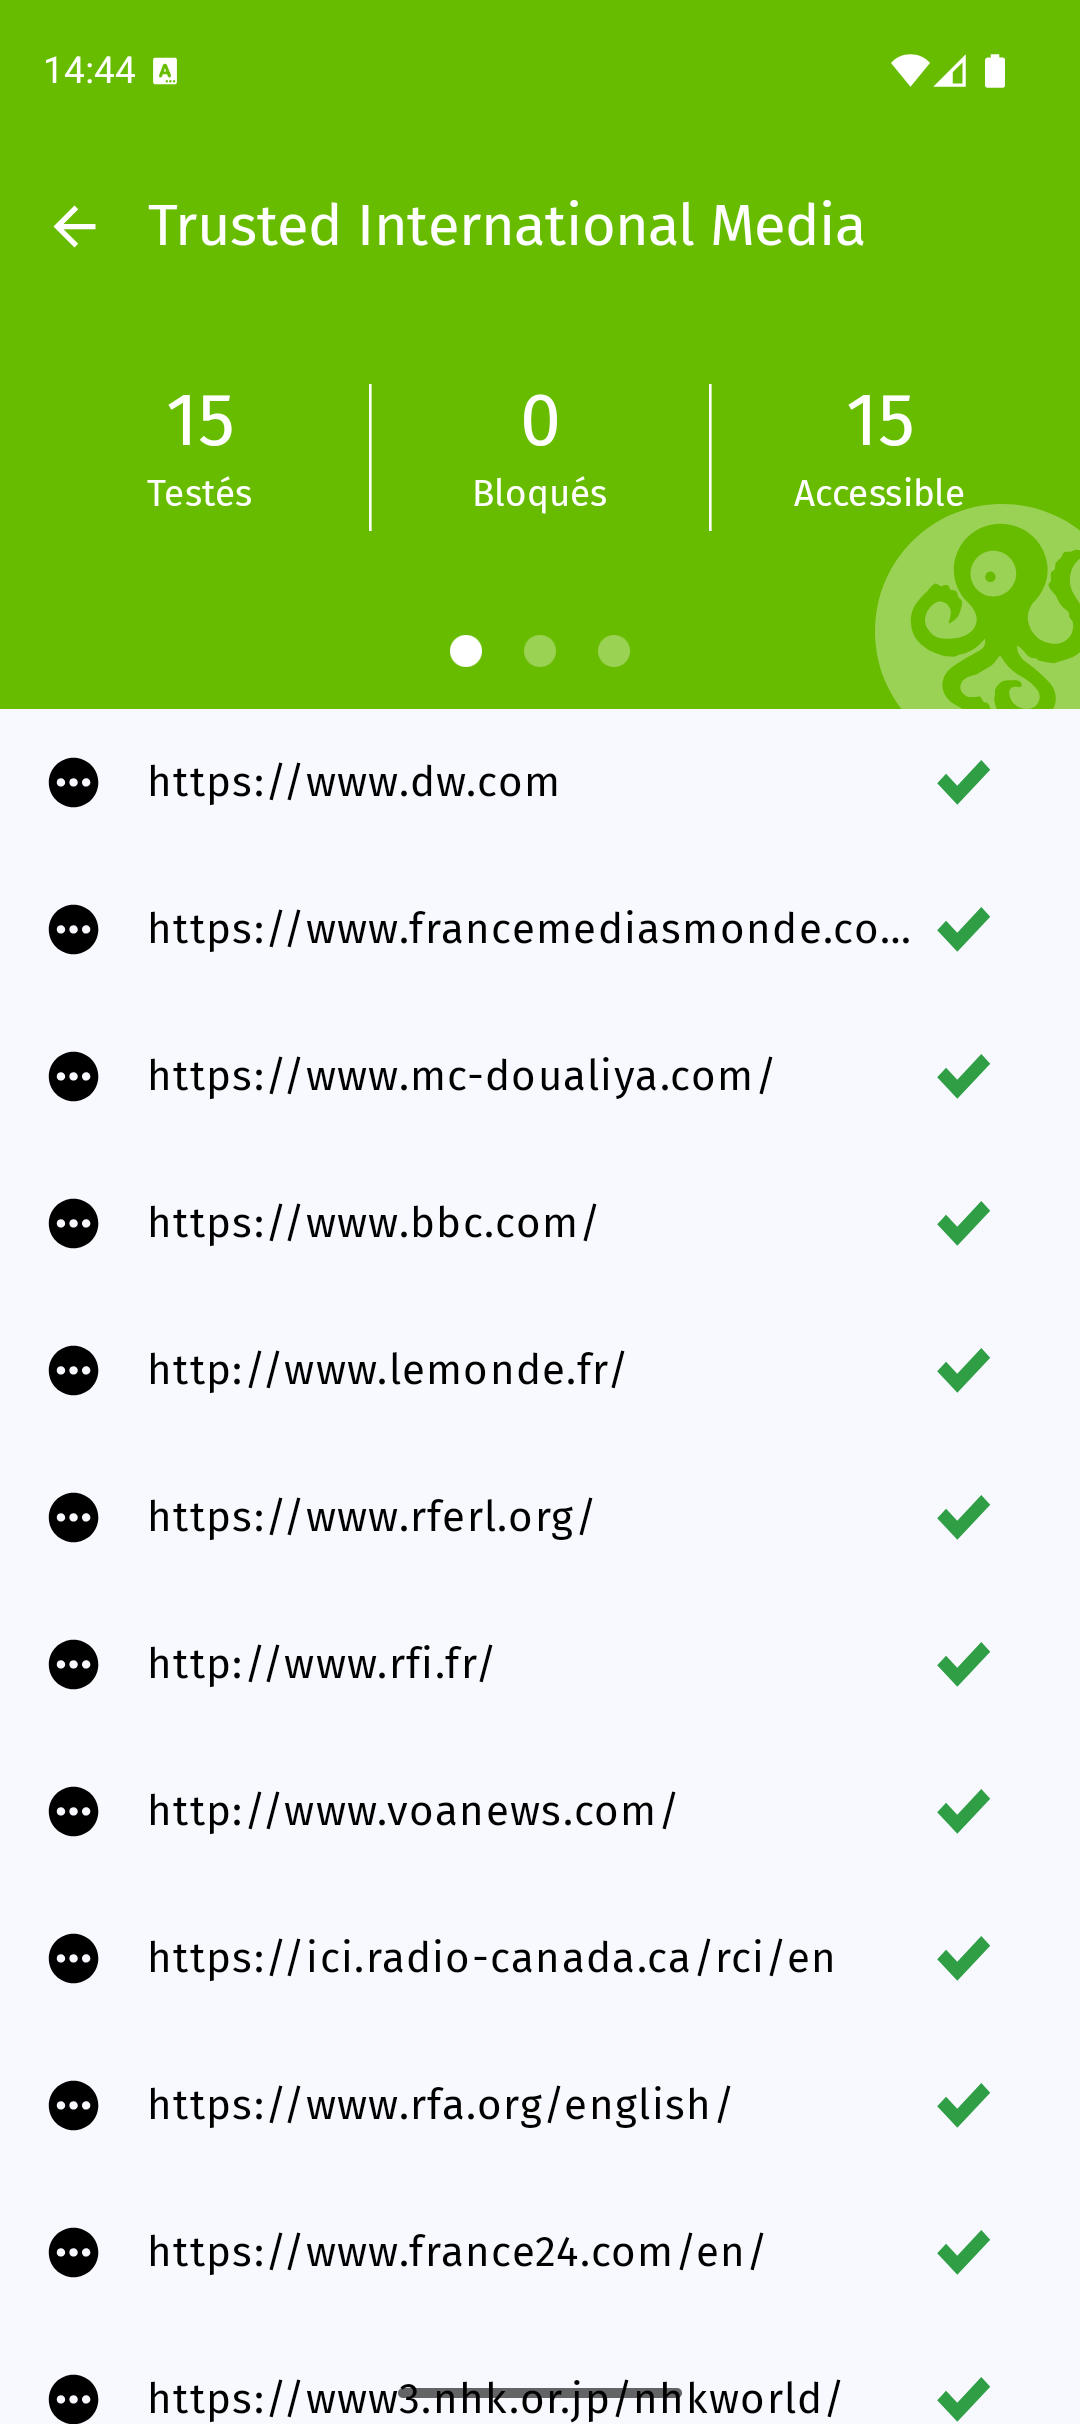 14:44
Trusted International Media
15
Testés
0
Bloqués
15
Accessible
https://www.dw.com
https://www.francemediasmonde.co...
https://www.mc-doualiya.com/
https://www.bbc.com/
http://www.lemonde.fr/
https://www.rferl.org/
http://www.rfi.fr/
http://www.voanews.com/
https://ici.radio-canada.ca/rci/en
https://www.rfa.org/english/
https://www.france24.com/en/
https://www3.nhk.or.jp/nhkworld/